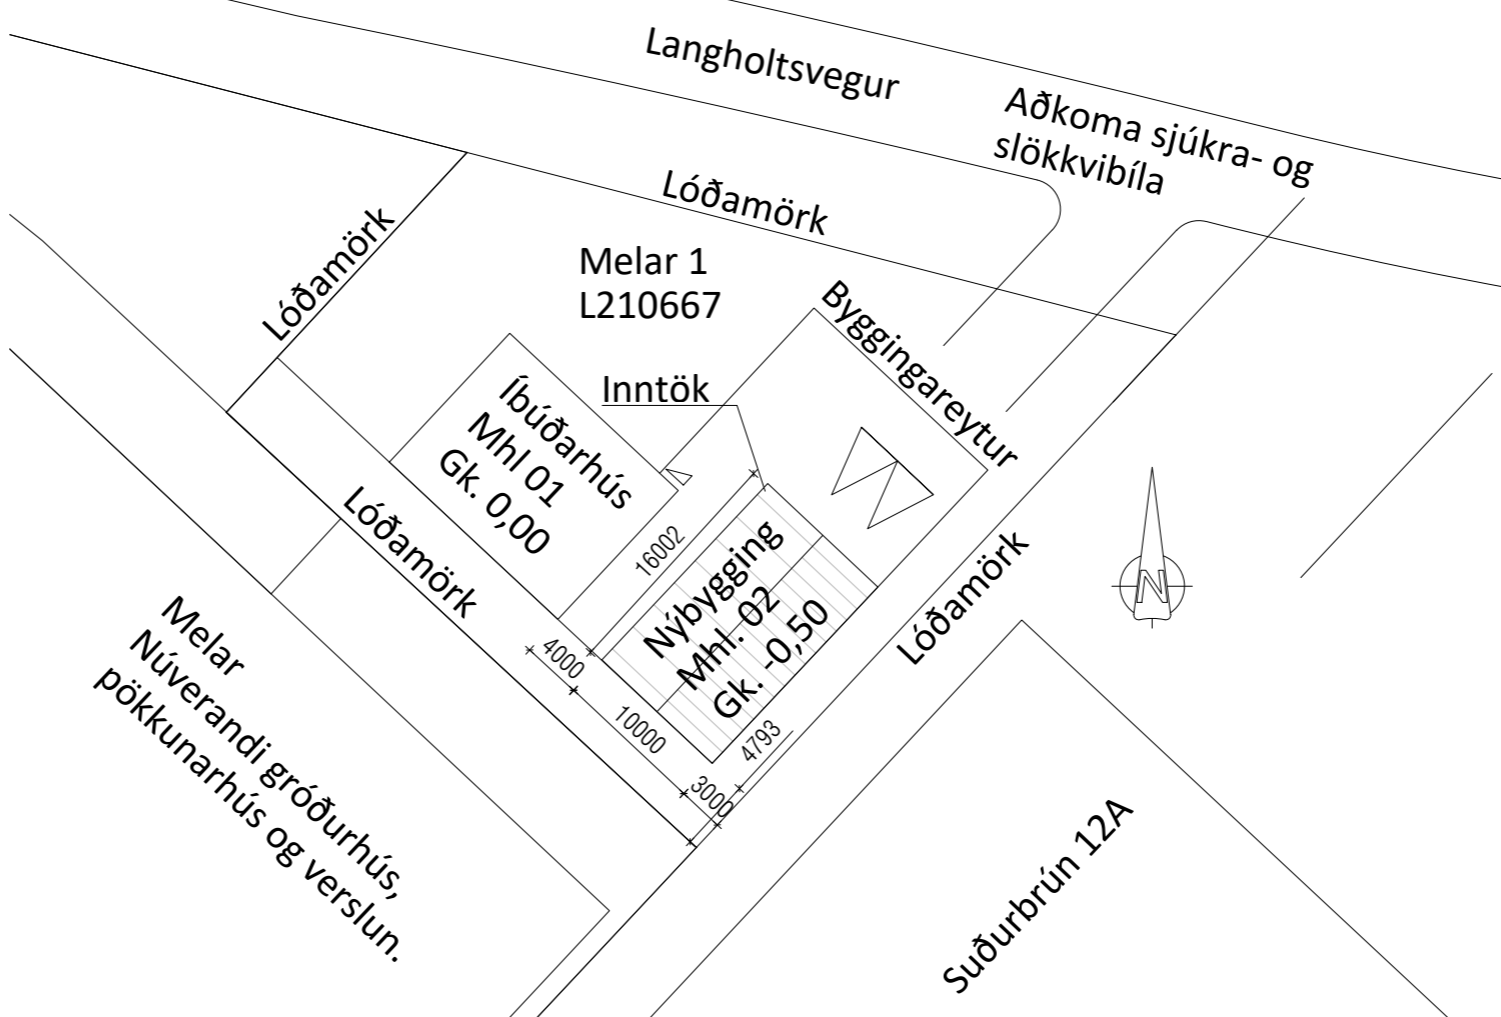 Langholtsvegur
Aðkoma sjúkra- og
slökkvibíla
Lóðamörk
Lóðamörk
Melar 1
L210667
Byggingareytur
Inntök
Íbúðarhús
Mhl 01
Gk. 0,00
16002
Nýbygging
Mhl. 02
Gk. -0,50
Lóðamörk
Lóðamörk
N
4000
10000
3000
4793
Melar
Núverandi gróðurhús,
pökkunarhús og verslun.
Suðurbrún 12A